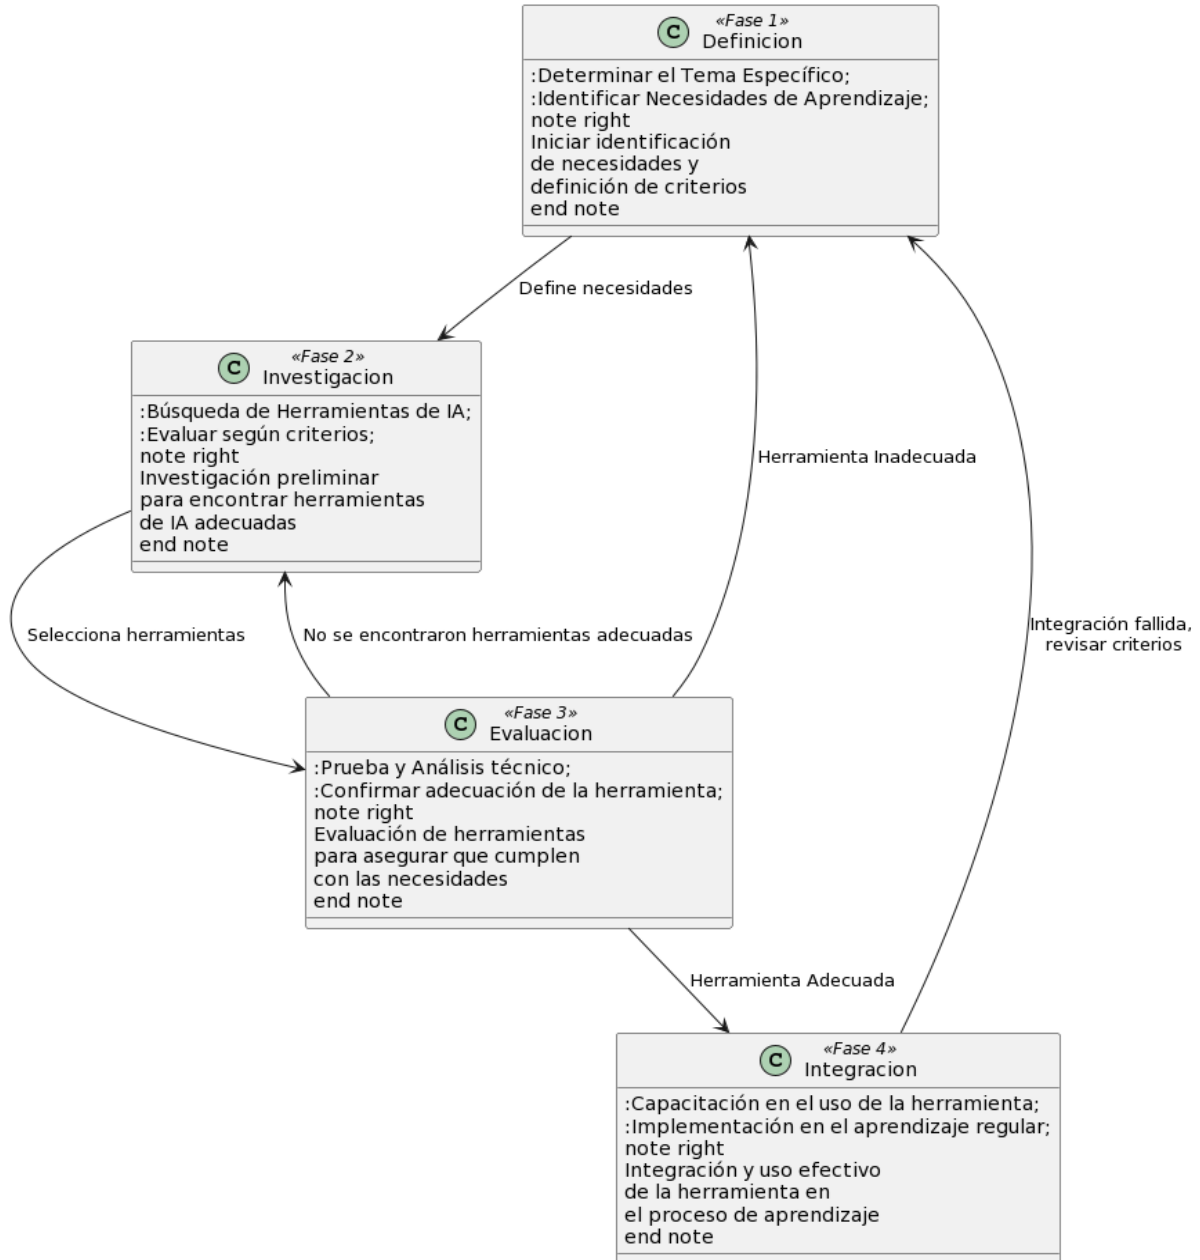 «Fase 1»
C Definicion
:Determinar el Tema Específico;
:Identificar Necesidades de Aprendizaje;
note right
Iniciar identificación
de necesidades y
definición de criterios
end note
Define necesidades
«Fase 2»
C Investigacion
:Búsqueda de Herramientas de IA;
:Evaluar según criterios;
note right
Investigación preliminar
para encontrar herramientas
de IA adecuadas
end note
Herramienta Inadecuada
Selecciona herramientas
No se encontraron herramientas adecuadas
Integración fallida,
revisar criterios
«Fase 3»
C Evaluacion
:Prueba y Análisis técnico;
:Confirmar adecuación de la herramienta;
note right
Evaluación de herramientas
para asegurar que cumplen
con las necesidades
end note
Herramienta Adecuada
«Fase 4»
C Integracion
:Capacitación en el uso de la herramienta;
:Implementación en el aprendizaje regular;
note right
Integración y uso efectivo
de la herramienta en
el proceso de aprendizaje
end note